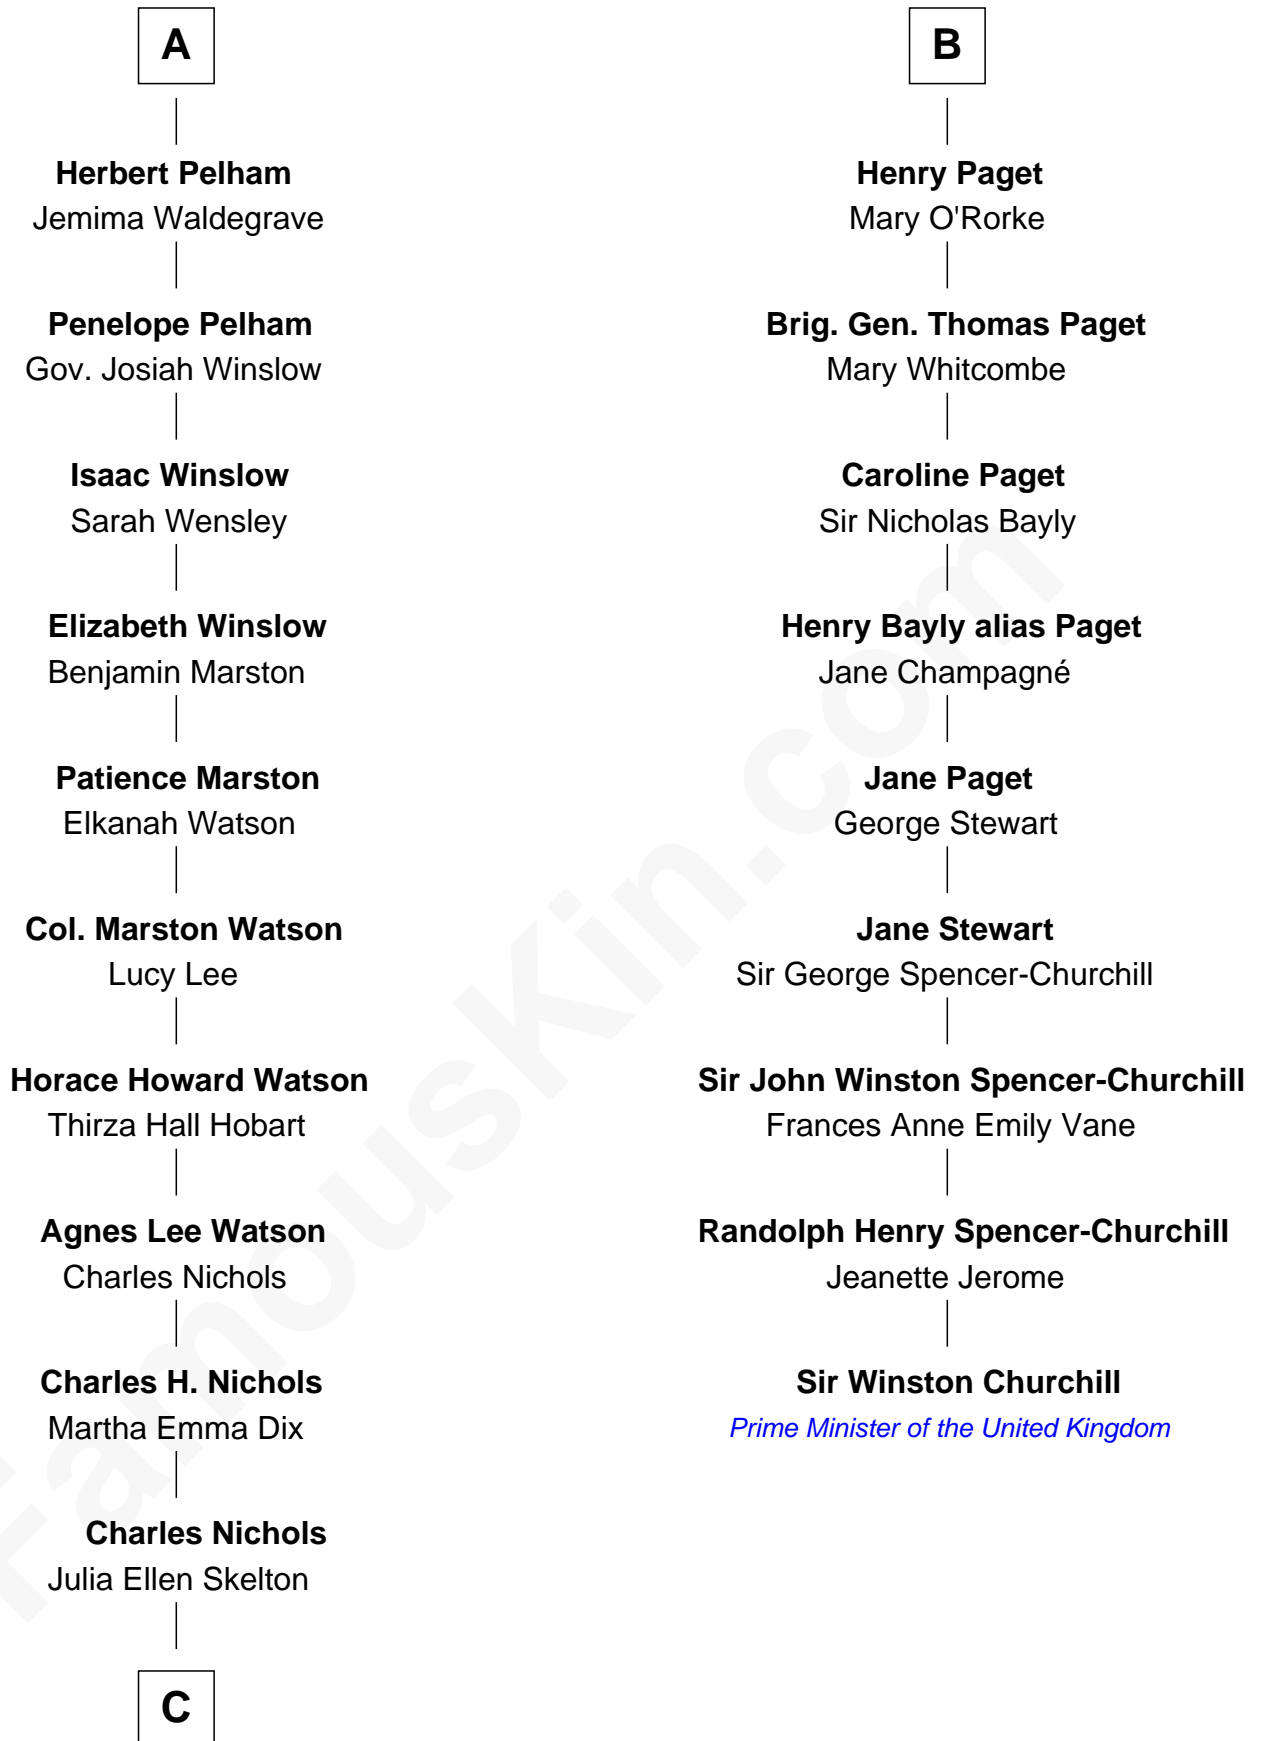 A
Herbert Pelham
Jemima Waldegrave
Penelope Pelham
Gov. Josiah Winslow
Isaac Winslow
Sarah Wensley
Elizabeth Winslow
Benjamin Marston
Patience Marston
Elkanah Watson
Col. Marston Watson
Lucy Lee
Horace Howard Watson
Thirza Hall Hobart
Agnes Lee Watson
Charles Nichols
Charles H. Nichols
Martha Emma Dix
Charles Nichols
Julia Ellen Skelton
C
B
Henry Paget
Mary O'Rorke
Brig. Gen. Thomas Paget
Mary Whitcombe
Caroline Paget
Sir Nicholas Bayly
Henry Bayly alias Paget
Jane Champagné
Jane Paget
George Stewart
Jane Stewart
Sir George Spencer-Churchill
Sir John Winston Spencer-Churchill
Frances Anne Emily Vane
Randolph Henry Spencer-Churchill
Jeanette Jerome
Sir Winston Churchill
Prime Minister of the United Kingdom
FamousKin.com